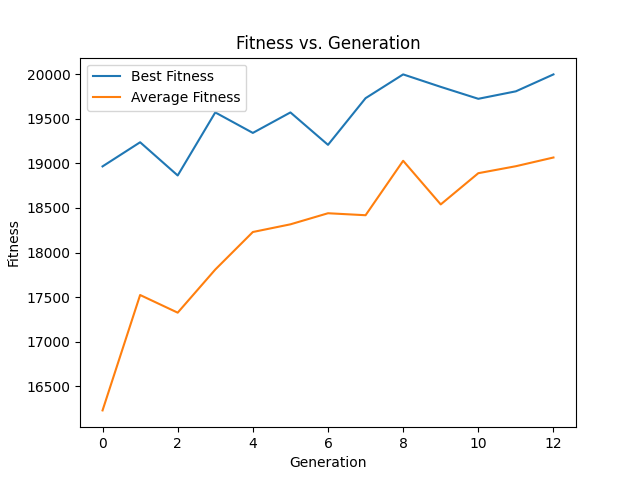 Fitness vs. Generation
Best Fitness
Average Fitness
20000
19500
19000
18500
18000
17500
17000
16500
Fitness
0 2 4 6 8 10 12
Generation